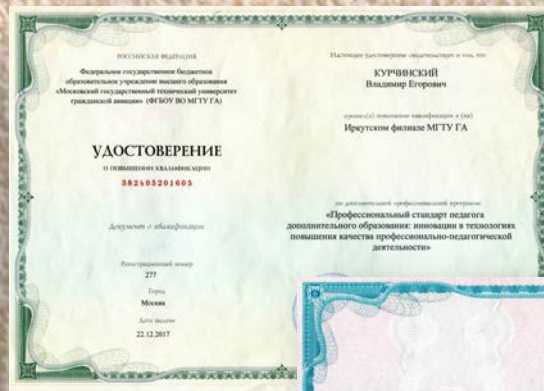 РОССИЙСКАЯ ФЕДЕРАЦИЯ
Федеральное государственное бюджетное
образовательное учреждение высшего образования
«Московский государственный технический университет
гражданской авиации» (ФГБОУ ВО МГТУ ГА)
УДОСТОВЕРЕНИЕ
О ПОВЫШЕНИИ КВАЛИФИКАЦИИ
382405201605
Документ о квалификации
Регистрационный номер
277
Город
Москва
Дата выдачи
22.12.2017
Настоящее удостоверение свидетельствует о том, что
КУРЧИНСКИЙ
Владимир Егорович
прошел(а) повышение квалификации в (на)
Иркутском филиале МГТУ ГА
по дополнительной профессиональной программе
«Профессиональный стандарт педагога
дополнительного образования: инновации в технологиях
повышения качества профессионально-педагогической
деятельности»